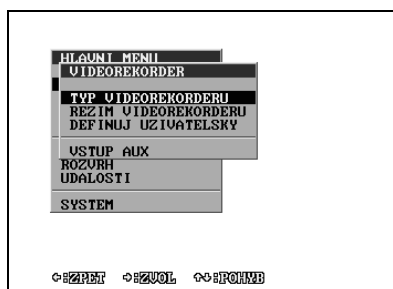 HLAVNI MENU
VIDEOREKORDER
TYP VIDEOREKORDERU
REZIM VIDEOREKORDERU
DEFINUJ UZIVATELSKY
VSTUP AUX
ROZVRH
UDALOSTI
SYSTEM
←:ZPET →:ZVOL ↑↓:POHYB